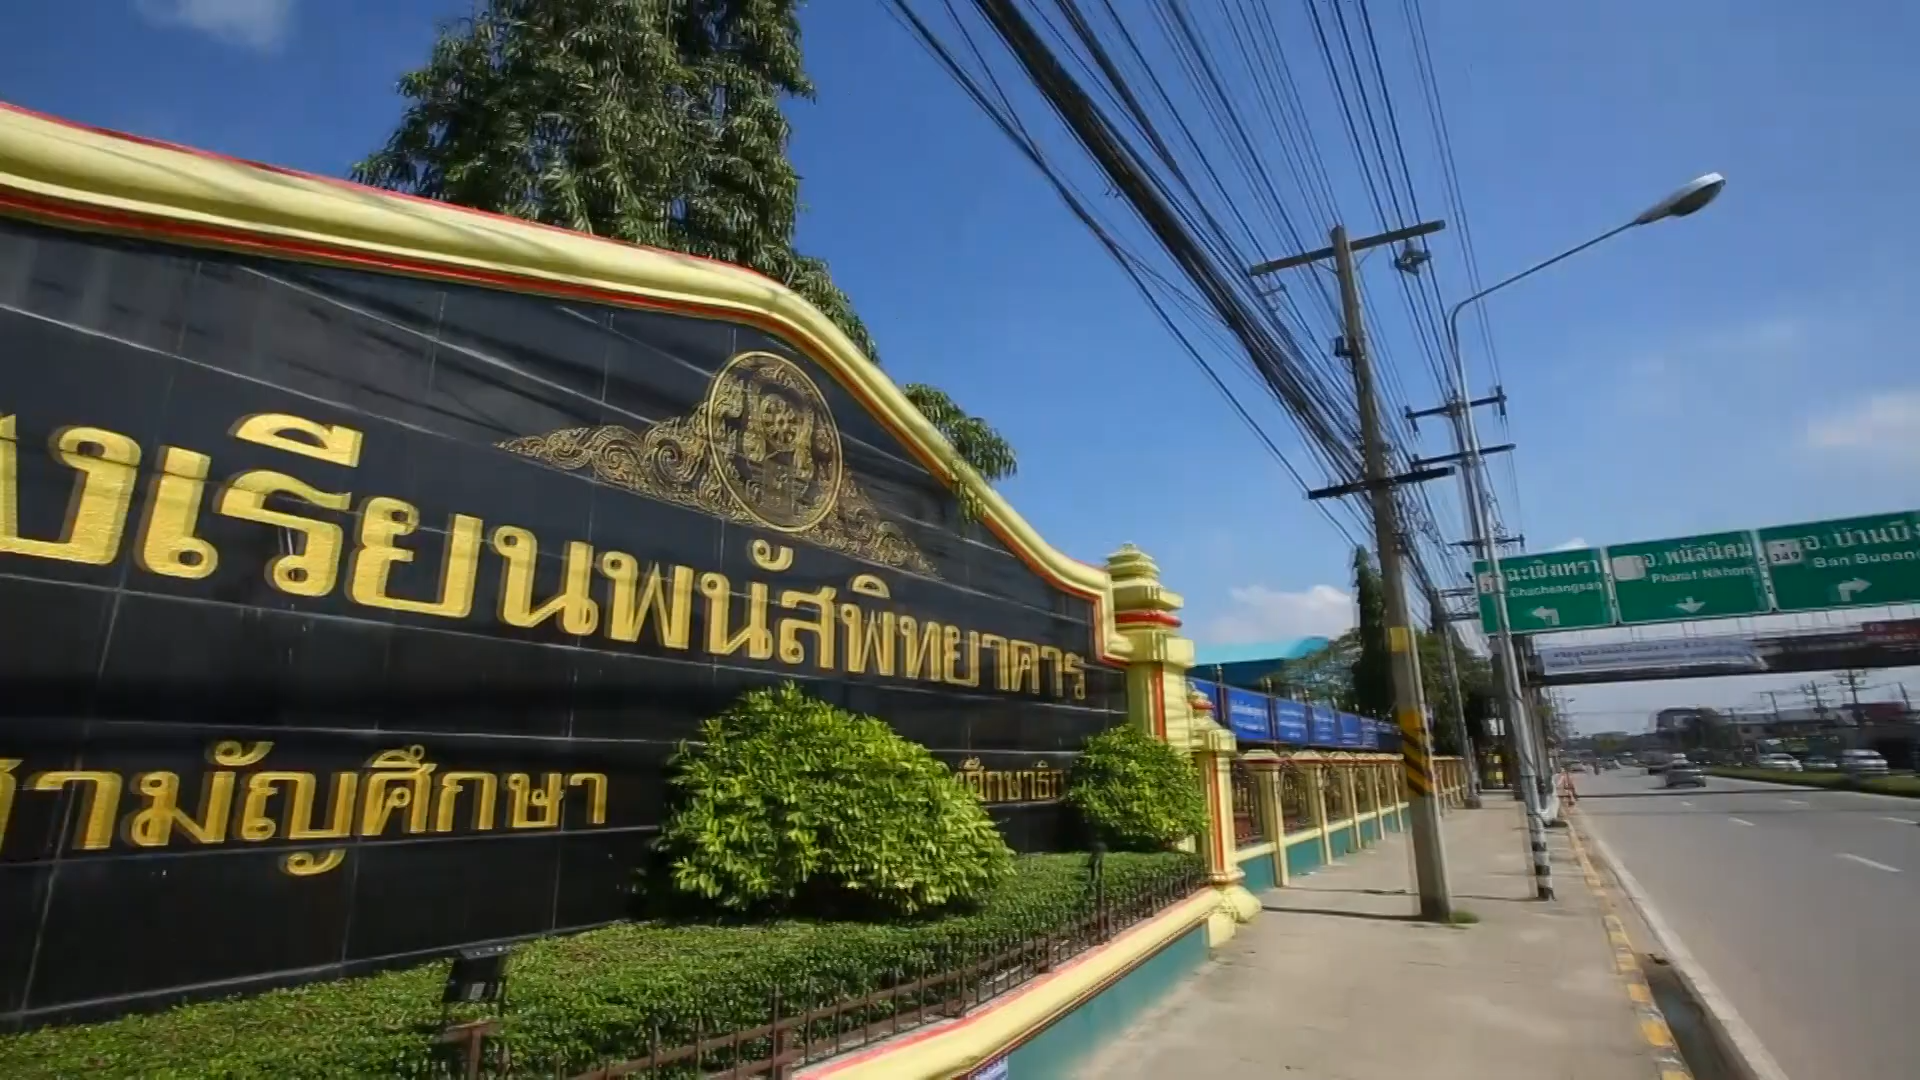 งเรียนพนัสพิทยาคาร
ามัญศึกษา
ศึกษาธิก
ฉะเชิงเทรา
Chachoengsao
อ. พนัสนิคม
Phanat Nikhom
349
อ. บ้านบึง
Ban Bueng